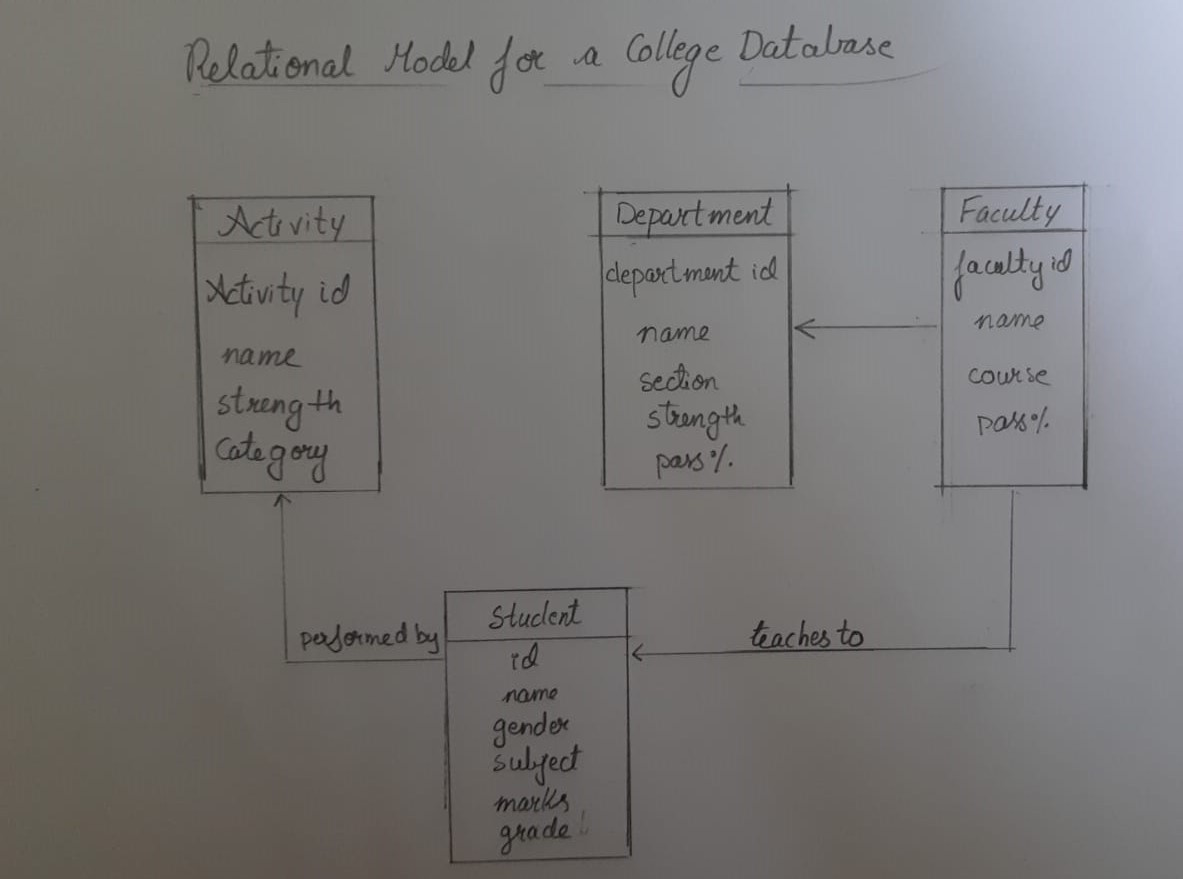 Relational Model for a College Database
Activity
Activity id
name
strength
Category
Department
department id
name
section
strength
pass%
Faculty
faculty id
name
course
pass%
performed by
Student
id
name
gender
subject
marks
grade
teaches to